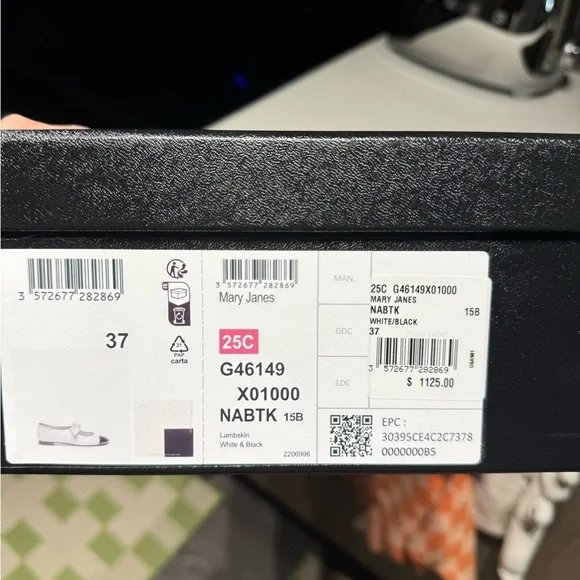 3 572677 282869
37
21
PAP
carta
3 572677 282869
Mary Janes
25C
G46149
X01000
NABTK 15B
Lambskin
White & Black
2206996
MAN.
GDC
LDC
25C G46149X01000
MARY JANES
NABTK 15B
WHITE/BLACK
37
3 572677 282869
USAN01
$ 1125.00
EPC :
30395CE4C2C7378
0000000B5